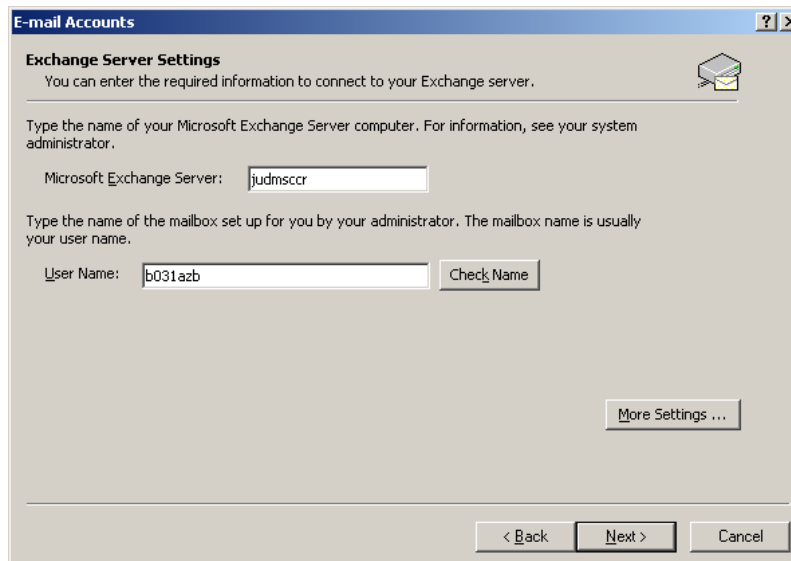 E-mail Accounts
Exchange Server Settings
You can enter the required information to connect to your Exchange server.
Type the name of your Microsoft Exchange Server computer. For information, see your system
administrator.
Microsoft Exchange Server: judmsccr
Type the name of the mailbox set up for you by your administrator. The mailbox name is usually
your user name.
User Name: b031azb Check Name
More Settings ...
< Back Next > Cancel